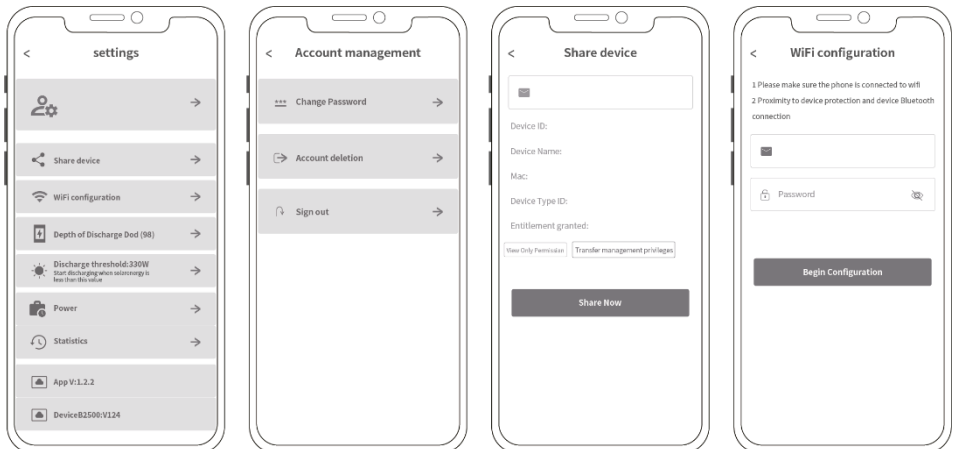 < settings
Share device
WiFi configuration
Depth of Discharge Dod (98)
Discharge threshold:330W
Start discharging when solarenergy is
less than this value
Power
Statistics
App V:1.2.2
DeviceB2500:V124
< Account management
*** Change Password
Account deletion
Sign out
< Share device
Device ID:
Device Name:
Mac:
Device Type ID:
Entitlement granted:
View Only Permission Transfer management privileges
Share Now
< WiFi configuration
1 Please make sure the phone is connected to wifi
2 Proximity to device protection and device Bluetooth
connection
Password
Begin Configuration